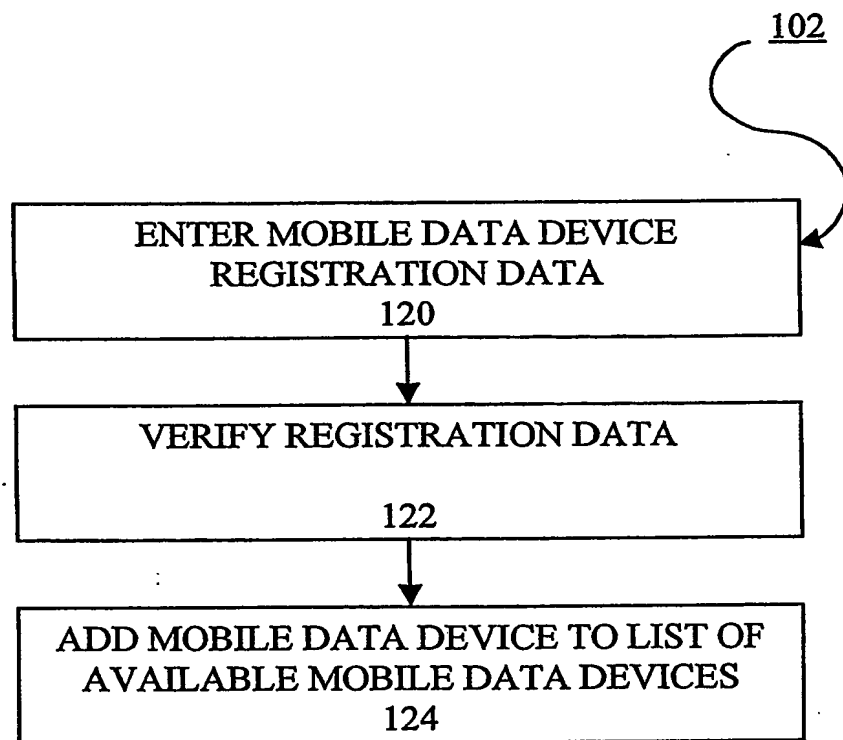 102
ENTER MOBILE DATA DEVICE
REGISTRATION DATA
120
VERIFY REGISTRATION DATA
122
ADD MOBILE DATA DEVICE TO LIST OF
AVAILABLE MOBILE DATA DEVICES
124